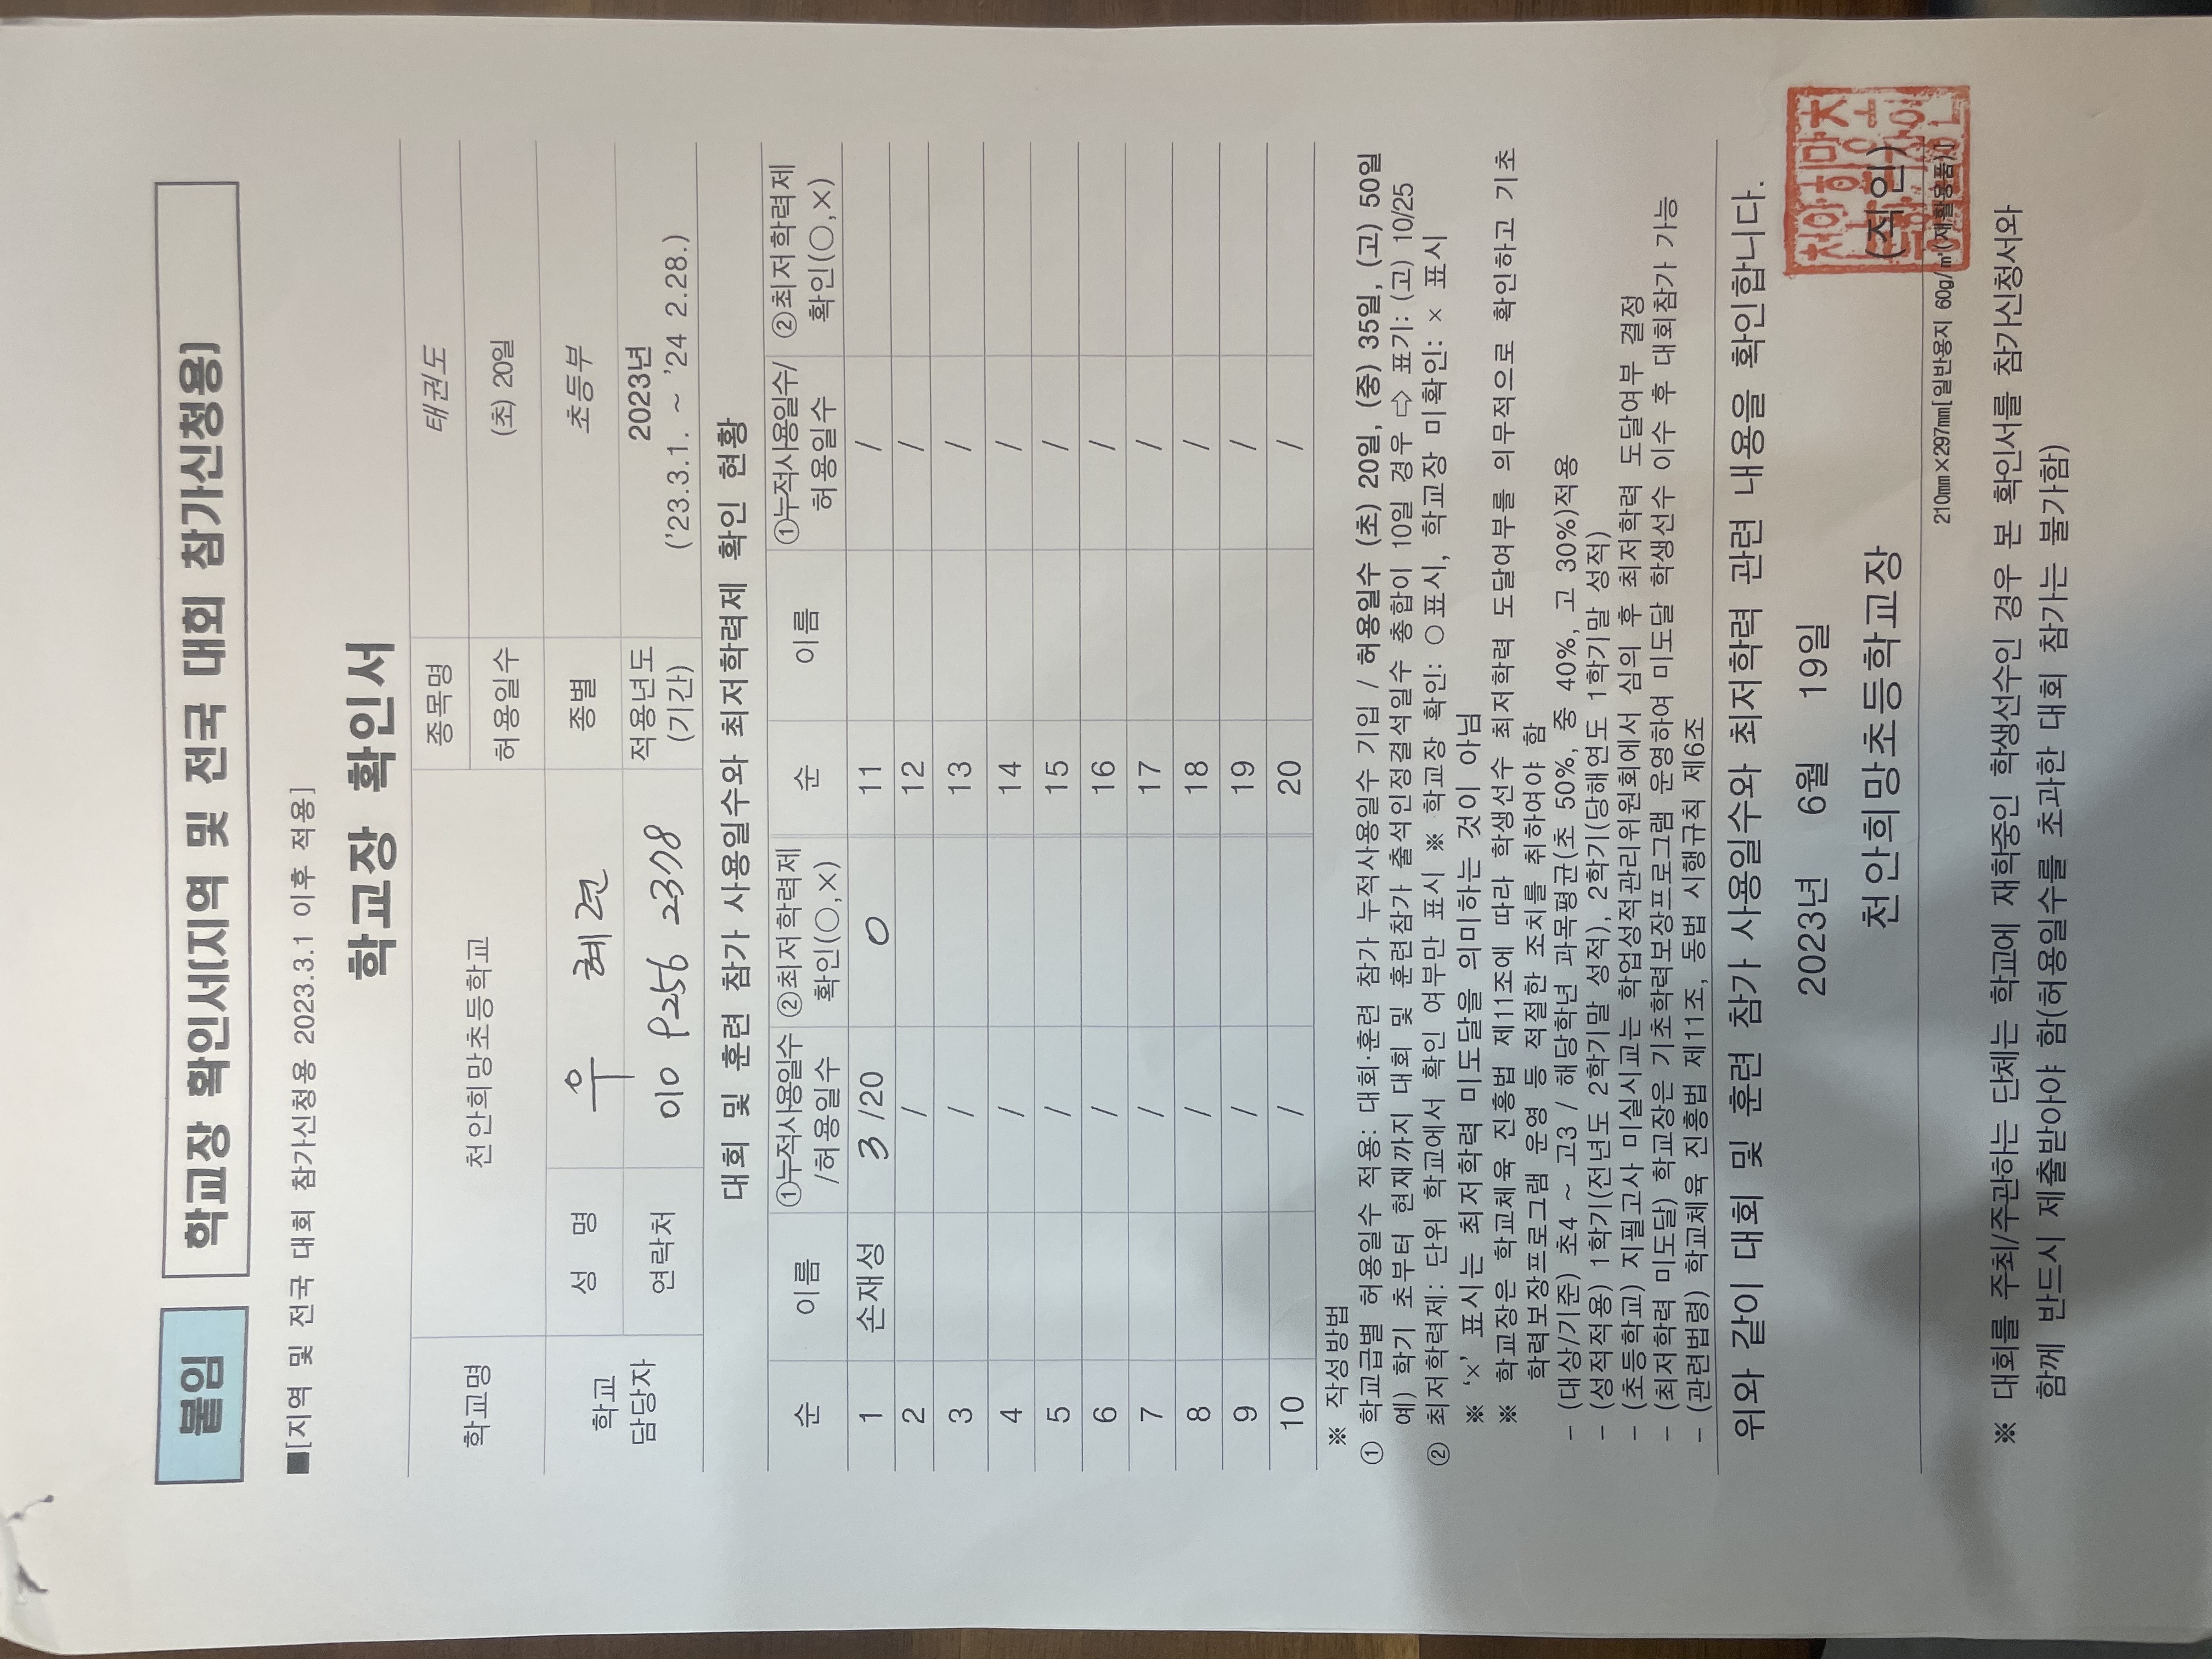 붙임 학교장 확인서(지역 및 전국 대회 참가신청용)
■[지역 및 전국 대회 참가신청용 2023.3.1 이후 적용]
학교장 확인서
학교명 천안희망초등학교 종목명 태권도
허용일수 (초) 20일
학교 담당자 성 명 우 혜련 종별 초등부
연락처 010 8256 2378 적용년도 (기간) 2023년 ('23.3.1. ~ '24 2.28.)
대회 및 훈련 참가 사용일수와 최저학력제 확인 현황
순 이름 ①누적사용일수 /허용일수 ②최저학력제 확인(○,×) 순 이름 ①누적사용일수/ 허용일수 ②최저학력제 확인(○,×)
1 손재성 3 /20 O 11 /
2 / 12 /
3 / 13 /
4 / 14 /
5 / 15 /
6 / 16 /
7 / 17 /
8 / 18 /
9 / 19 /
10 / 20 /
※ 작성방법
① 학교급별 허용일수 적용: 대회·훈련 참가 누적사용일수 기입 / 허용일수 (초) 20일, (중) 35일, (고) 50일
예) 학기 초부터 현재까지 대회 및 훈련참가 출석인정결석일수 총합이 10일 경우 ⇨ 표기: (고) 10/25
② 최저학력제: 단위 학교에서 확인 여부만 표시 ※ 학교장 확인: ○표시, 학교장 미확인: × 표시
※ '×' 표시는 최저학력 미도달을 의미하는 것이 아님
※ 학교장은 학교체육 진흥법 제11조에 따라 학생선수 최저학력 도달여부를 의무적으로 확인하고 기초
학력보장프로그램 운영 등 적절한 조치를 취하여야 함
- (대상/기준) 초4 ~ 고3 / 해당학년 과목평균(초 50%, 중 40%, 고 30%)적용
- (성적적용) 1학기(전년도 2학기말 성적), 2학기(당해연도 1학기말 성적)
- (초등학교) 지필고사 미실시교는 학업성적관리위원회에서 심의 후 최저학력 도달여부 결정
- (최저학력 미도달) 학교장은 기초학력보장프로그램 운영하여 미도달 학생선수 이수 후 대회참가 가능
- (관련법령) 학교체육 진흥법 제11조, 동법 시행규칙 제6조
위와 같이 대회 및 훈련 참가 사용일수와 최저학력 관련 내용을 확인합니다.
2023년 6월 19일
천안희망초등학교장 (직인)
210㎜×297㎜[일반용지 60g/㎡(재활용품)]
※ 대회를 주최/주관하는 단체는 학교에 재학중인 학생선수인 경우 본 확인서를 참가신청서와
함께 반드시 제출받아야 함(허용일수를 초과한 대회 참가는 불가함)